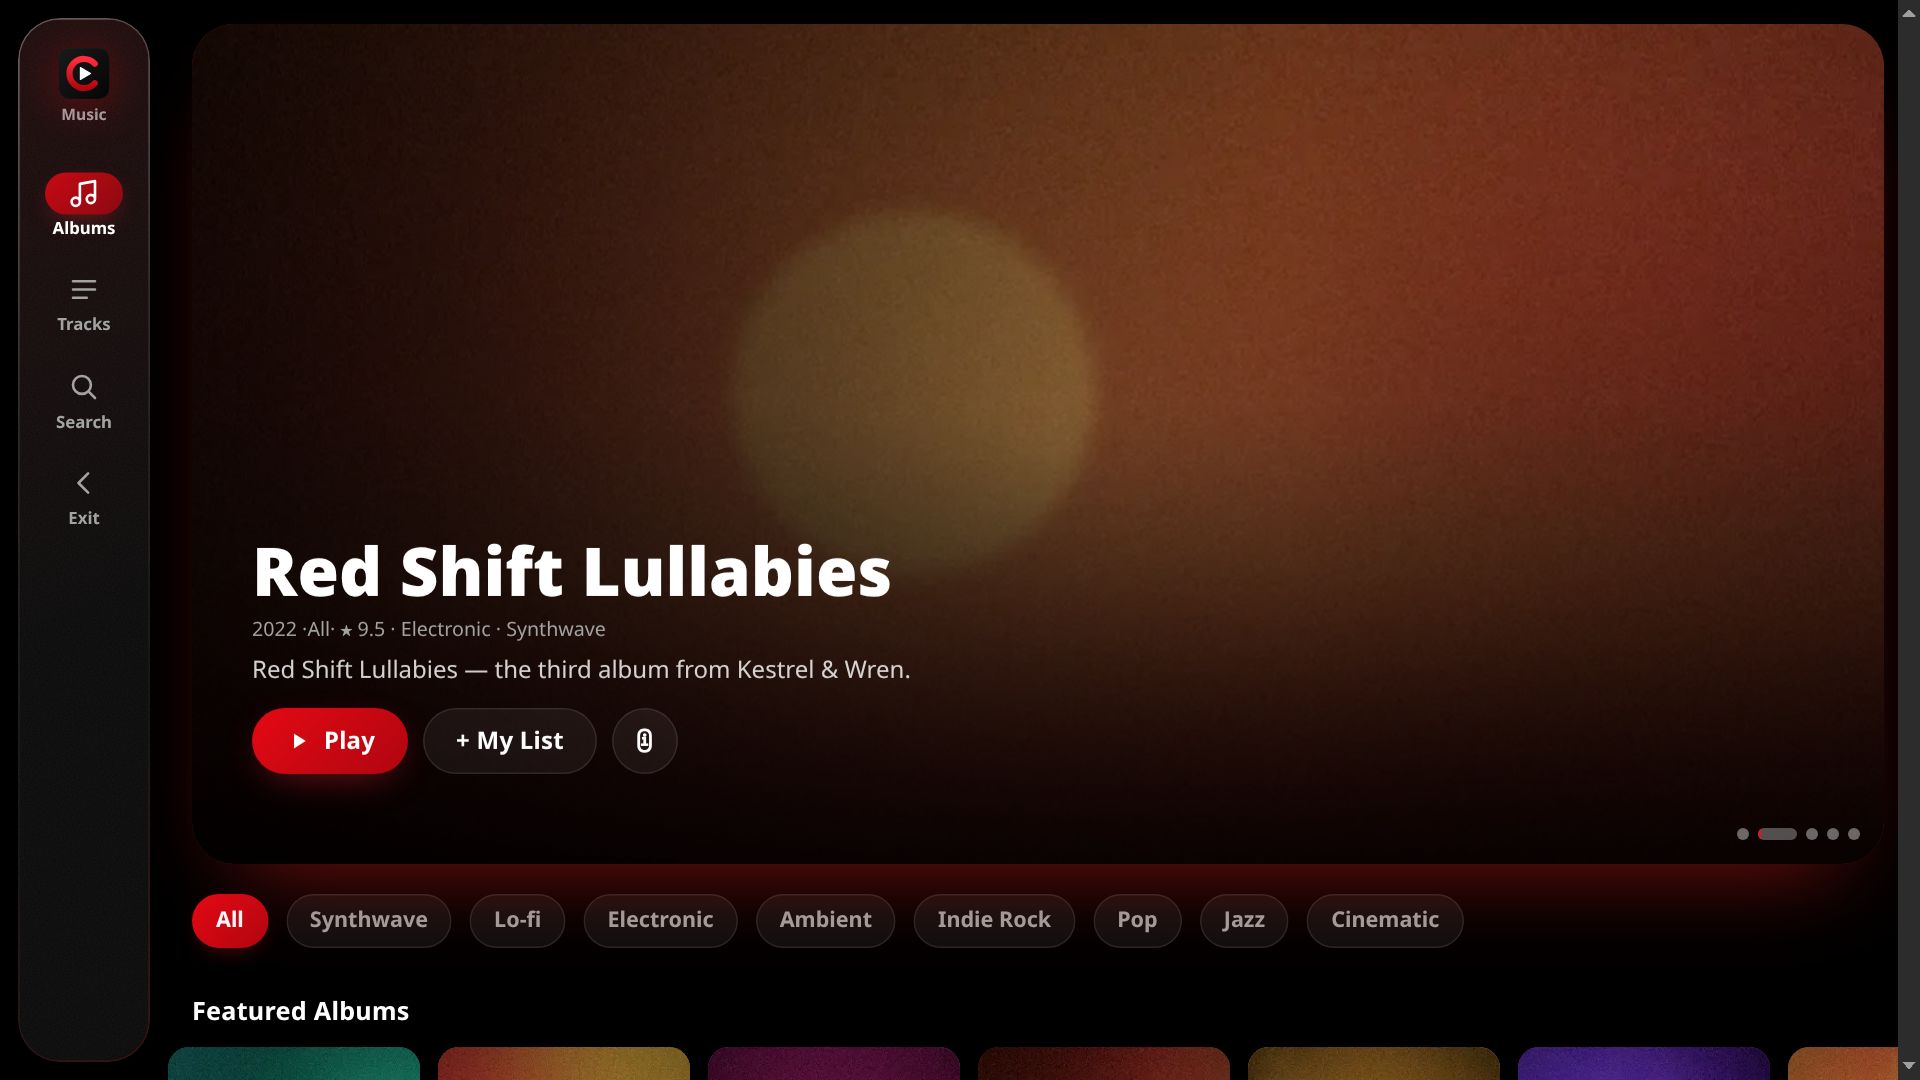 Music
Albums
Tracks
Search
Exit
Red Shift Lullabies
2022 ·All· ★ 9.5 · Electronic · Synthwave
Red Shift Lullabies — the third album from Kestrel & Wren.
Play
+ My List
All
Synthwave
Lo-fi
Electronic
Ambient
Indie Rock
Pop
Jazz
Cinematic
Featured Albums